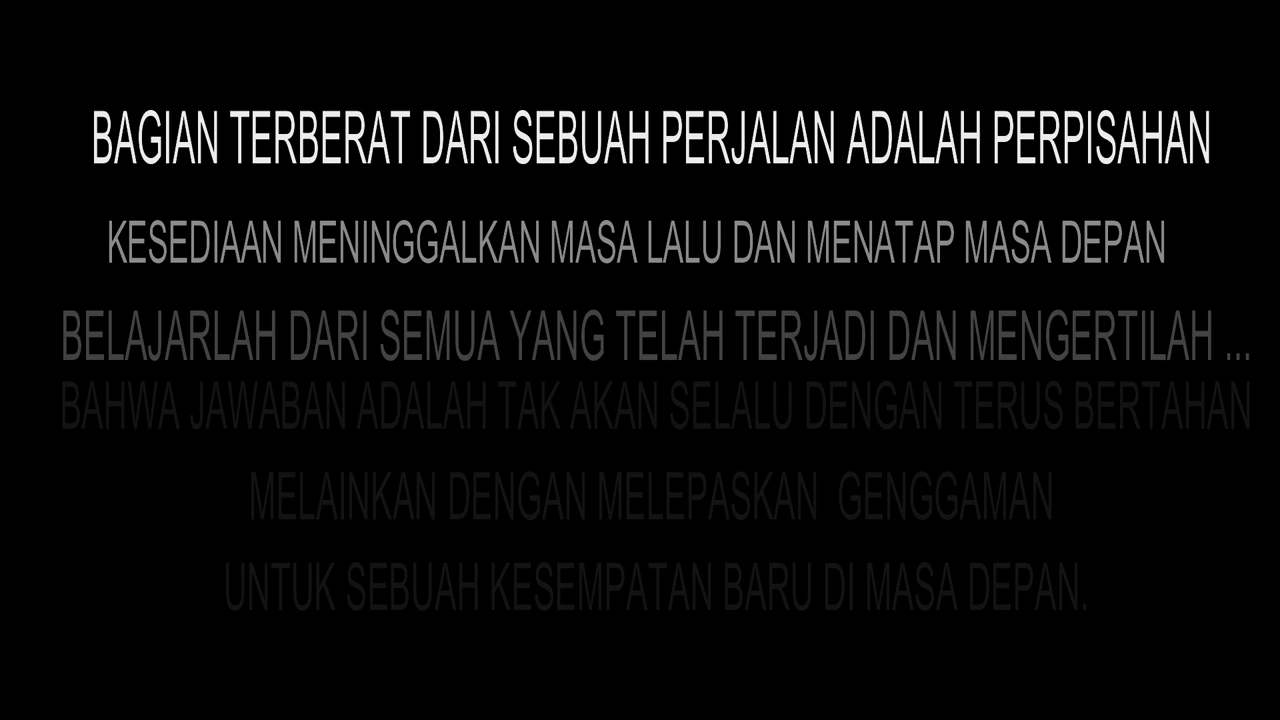 BAGIAN TERBERAT DARI SEBUAH PERJALAN ADALAH PERPISAHAN
KESEDIAAN MENINGGALKAN MASA LALU DAN MENATAP MASA DEPAN
BELAJARLAH DARI SEMUA YANG TELAH TERJADI DAN MENGERTILAH ...
BAHWA JAWABAN ADALAH TAK AKAN SELALU DENGAN TERUS BERTAHAN
MELAINKAN DENGAN MELEPASKAN GENGGAMAN
UNTUK SEBUAH KESEMPATAN BARU DI MASA DEPAN.